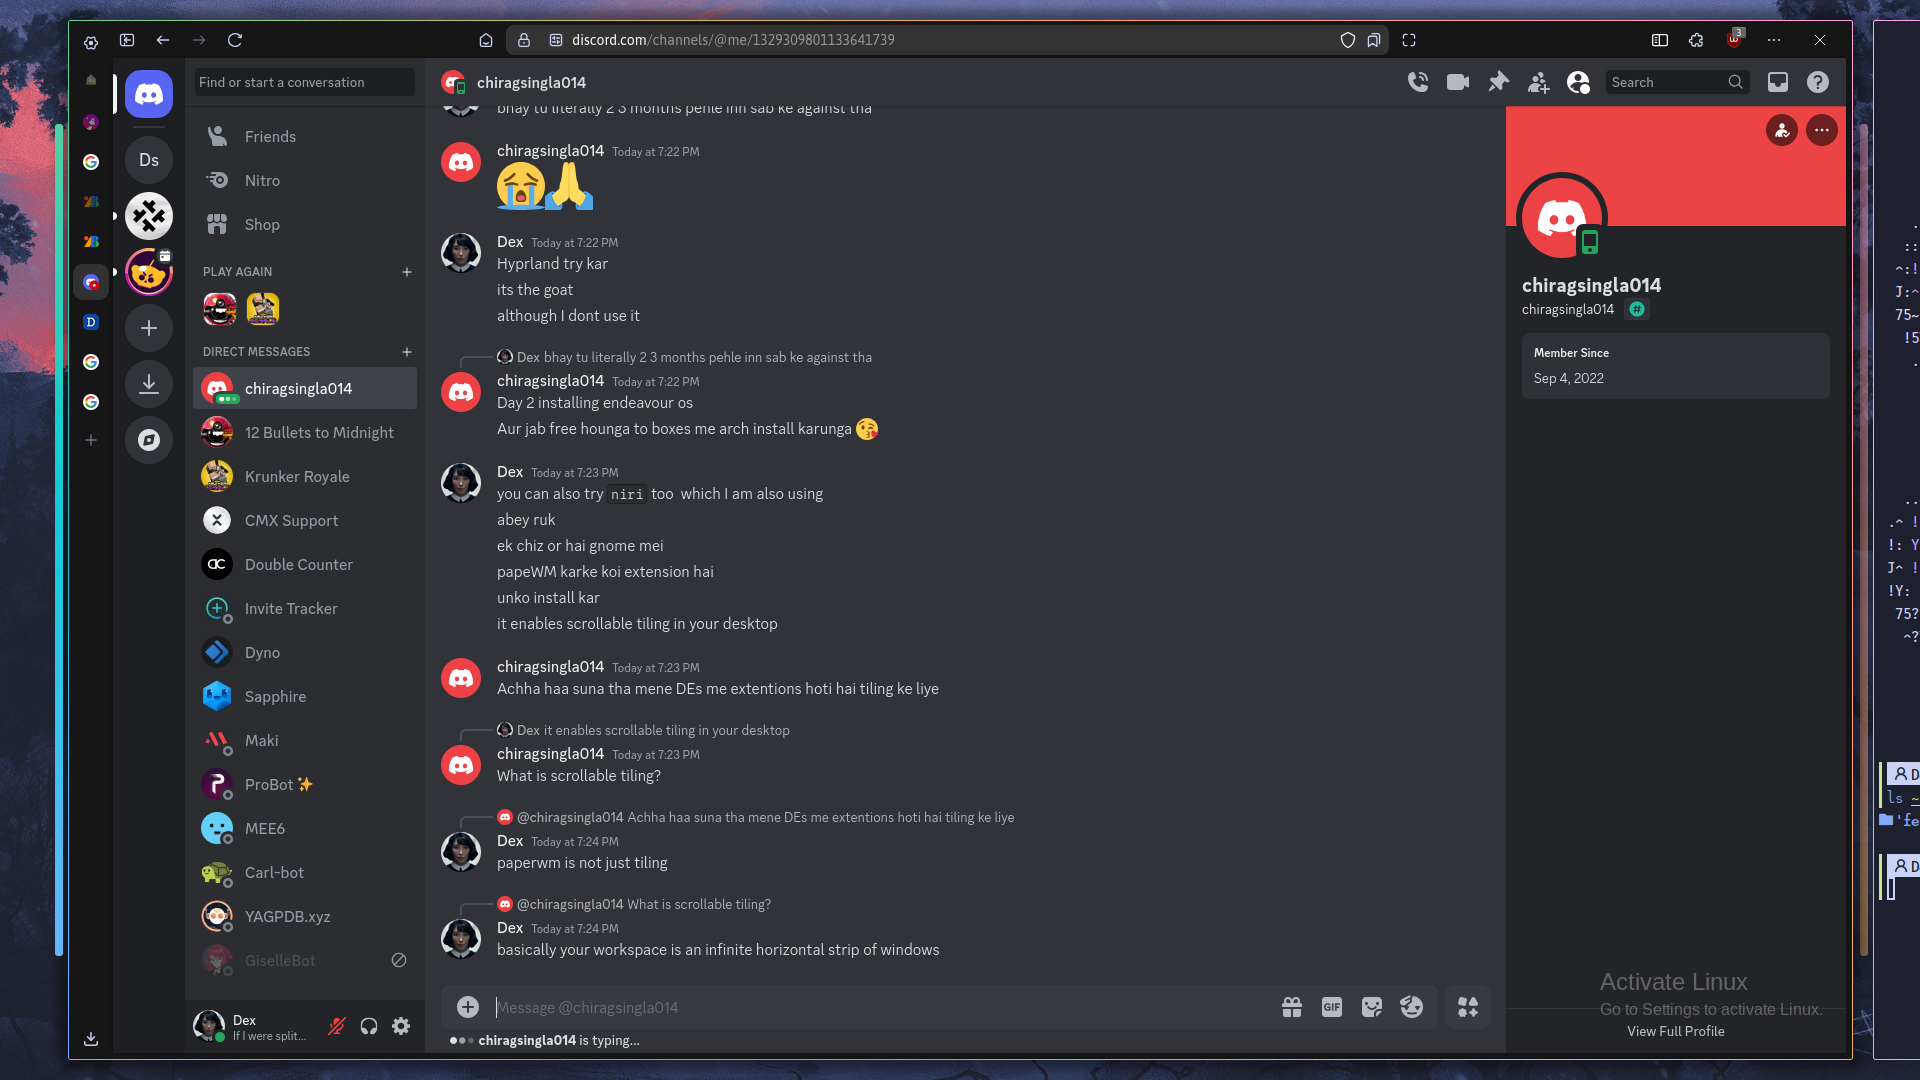 discord.com/channels/@me/1329309801133641739
3
Find or start a conversation
chiragsingla014
Search
Ds
Friends
Nitro
Shop
PLAY AGAIN
DIRECT MESSAGES
chiragsingla014
12 Bullets to Midnight
Krunker Royale
CMX Support
Double Counter
Invite Tracker
Dyno
Sapphire
Maki
ProBot ✨
MEE6
Carl-bot
YAGPDB.xyz
GiselleBot
Dex
If I were split...
bhay tu literally 2 3 months pehle inn sab ke against tha
chiragsingla014 Today at 7:22 PM
😭🙏
Dex Today at 7:22 PM
Hyprland try kar
its the goat
although I dont use it
Dex bhay tu literally 2 3 months pehle inn sab ke against tha
chiragsingla014 Today at 7:22 PM
Day 2 installing endeavour os
Aur jab free hounga to boxes me arch install karunga 😘
Dex Today at 7:23 PM
you can also try niri too which I am also using
abey ruk
ek chiz or hai gnome mei
papeWM karke koi extension hai
unko install kar
it enables scrollable tiling in your desktop
chiragsingla014 Today at 7:23 PM
Achha haa suna tha mene DEs me extentions hoti hai tiling ke liye
Dex it enables scrollable tiling in your desktop
chiragsingla014 Today at 7:23 PM
What is scrollable tiling?
@chiragsingla014 Achha haa suna tha mene DEs me extentions hoti hai tiling ke liye
Dex Today at 7:24 PM
paperwm is not just tiling
@chiragsingla014 What is scrollable tiling?
Dex Today at 7:24 PM
basically your workspace is an infinite horizontal strip of windows
Message @chiragsingla014
GIF
chiragsingla014 is typing...
chiragsingla014
chiragsingla014
Member Since
Sep 4, 2022
Activate Linux
Go to Settings to activate Linux.
View Full Profile
ls ~
'fe